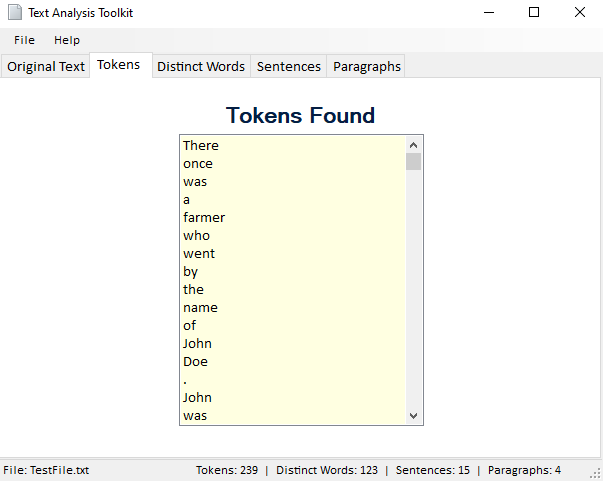 Text Analysis Toolkit
File Help
Original Text Tokens Distinct Words Sentences Paragraphs
Tokens Found
There
once
was
a
farmer
who
went
by
the
name
of
John
Doe
.
John
was
File: TestFile.txt Tokens: 239 | Distinct Words: 123 | Sentences: 15 | Paragraphs: 4